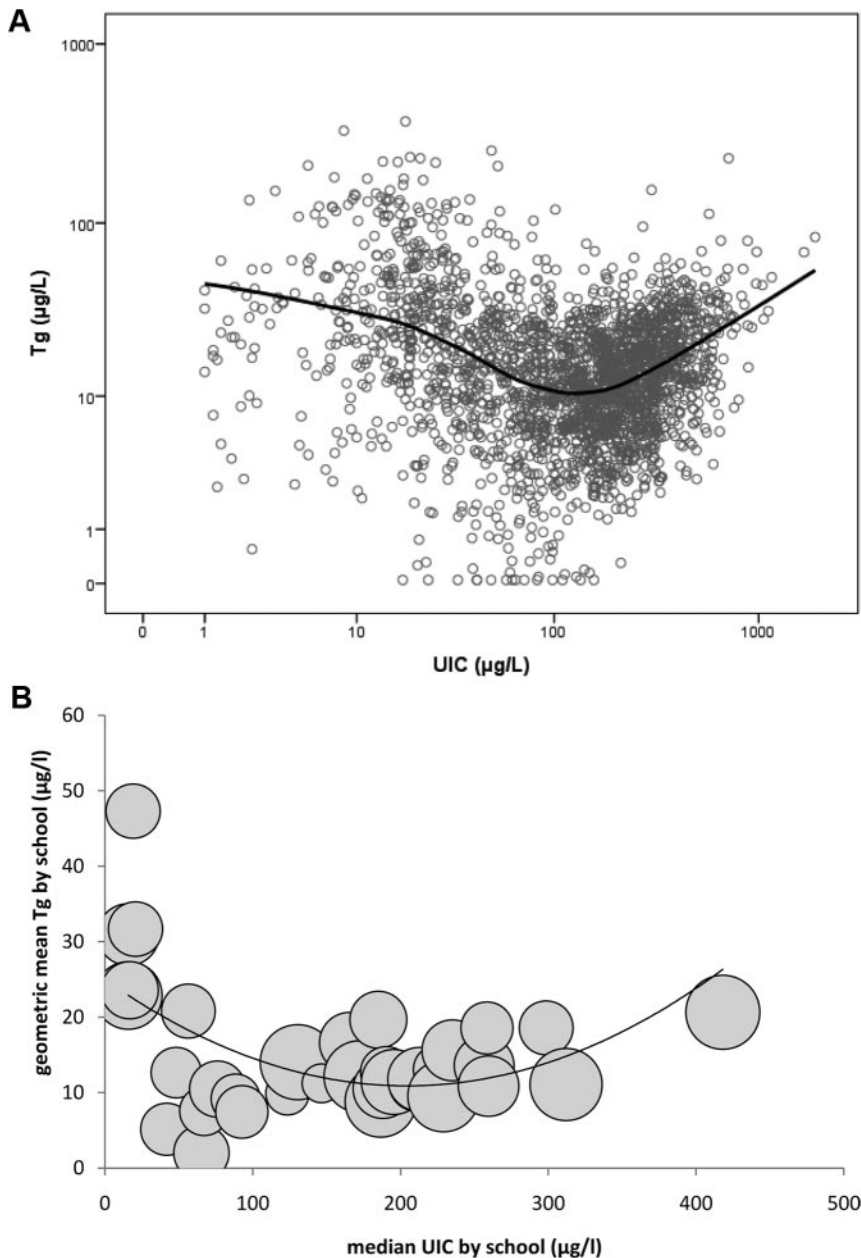 A
1000
100
10
1
0
Tg (µg/L)
0 1 10 100 1000
UIC (µg/L)
B
60
50
40
30
20
10
0
geometric mean Tg by school (µg/l)
0 100 200 300 400 500
median UIC by school (µg/l)